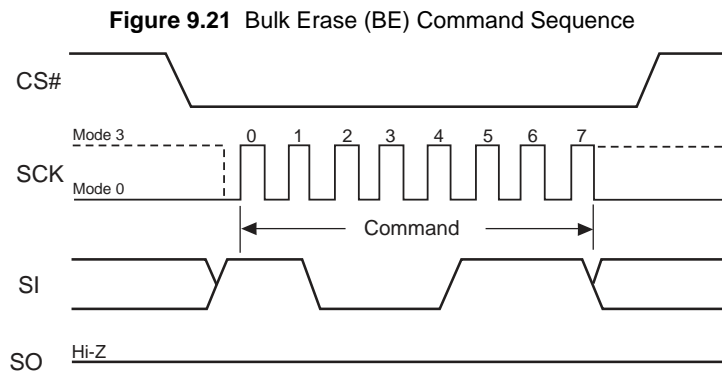 Figure 9.21 Bulk Erase (BE) Command Sequence
CS#
Mode 3
0 1 2 3 4 5 6 7
SCK
Mode 0
Command
SI
Hi-Z
SO